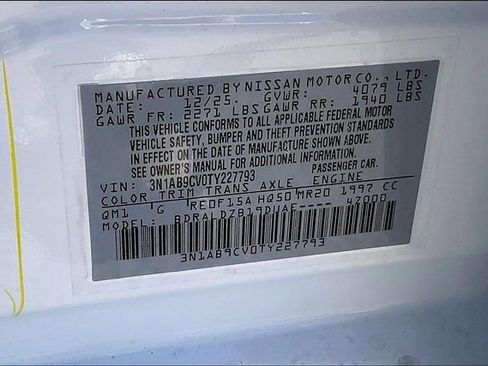 MANUFACTURED BY NISSAN MOTOR CO., LTD.
DATE: 12/25. GVWR: 4079 LBS
GAWR FR: 2271 LBS GAWR RR: 1940 LBS
THIS VEHICLE CONFORMS TO ALL APPLICABLE FEDERAL MOTOR
VEHICLE SAFETY, BUMPER AND THEFT PREVENTION STANDARDS
IN EFFECT ON THE DATE OF MANUFACTURE SHOWN ABOVE.
SEE OWNER'S MANUAL FOR ADDITIONAL INFORMATION.
VIN: 3N1AB9CV0TY227793 PASSENGER CAR.
COLOR TRIM TRANS AXLE ENGINE
QM1 G RE0F15A HQ50 MR20 1997 CC
MODEL: BDRALDZB19DUAE---- 4Z000
3N1AB9CV0TY227793